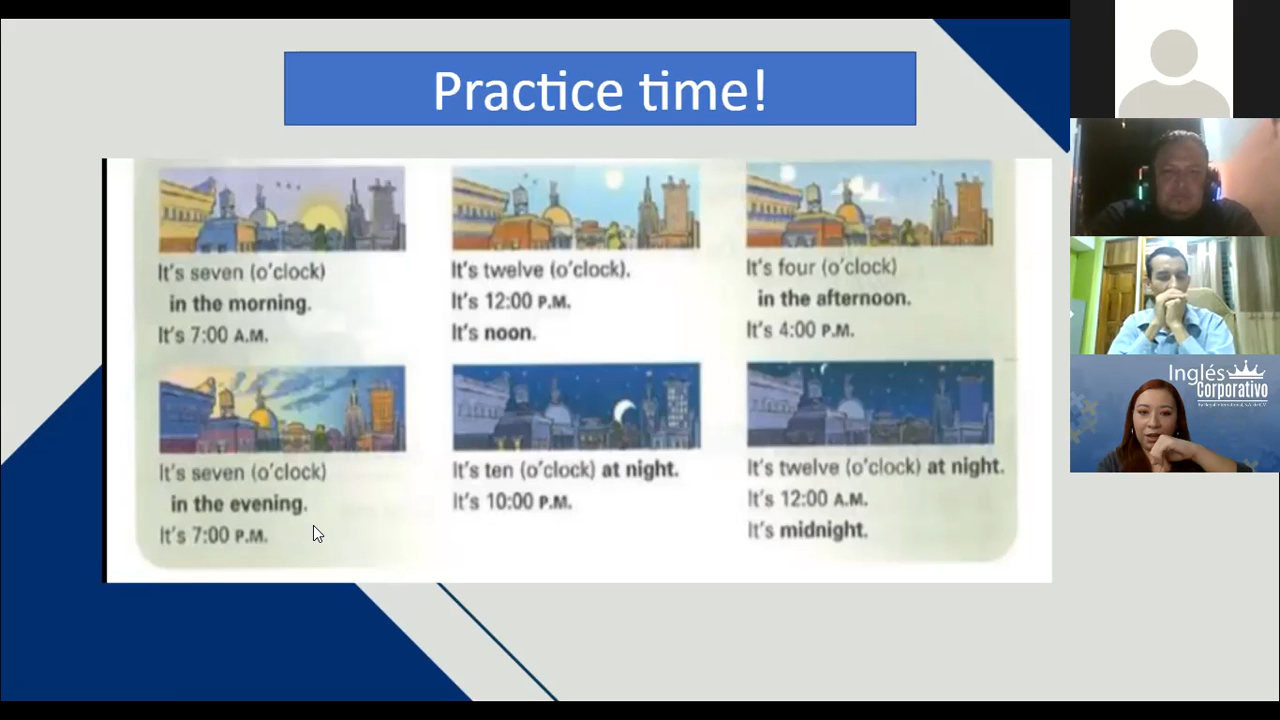 Practice time!
It's seven (o'clock)
in the morning.
It's 7:00 A.M.
It's twelve (o'clock).
It's 12:00 P.M.
It's noon.
It's four (o'clock)
in the afternoon.
It's 4:00 P.M.
It's seven (o'clock)
in the evening.
It's 7:00 P.M.
It's ten (o'clock) at night.
It's 10:00 P.M.
It's twelve (o'clock) at night.
It's 12:00 A.M.
It's midnight.
Inglés
Corporativo